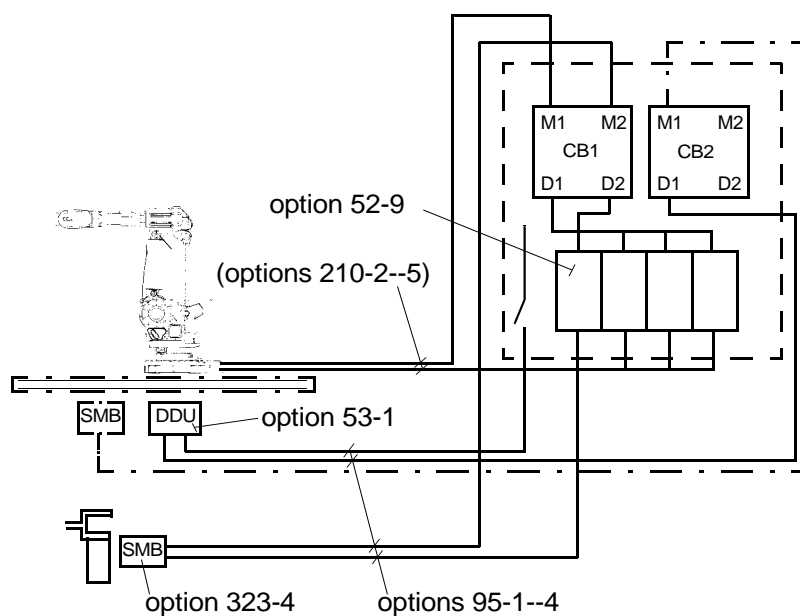 M1 M2
CB1
D1 D2
M1 M2
CB2
D1 D2
option 52-9
(options 210-2--5)
SMB
DDU
option 53-1
SMB
option 323-4
options 95-1--4